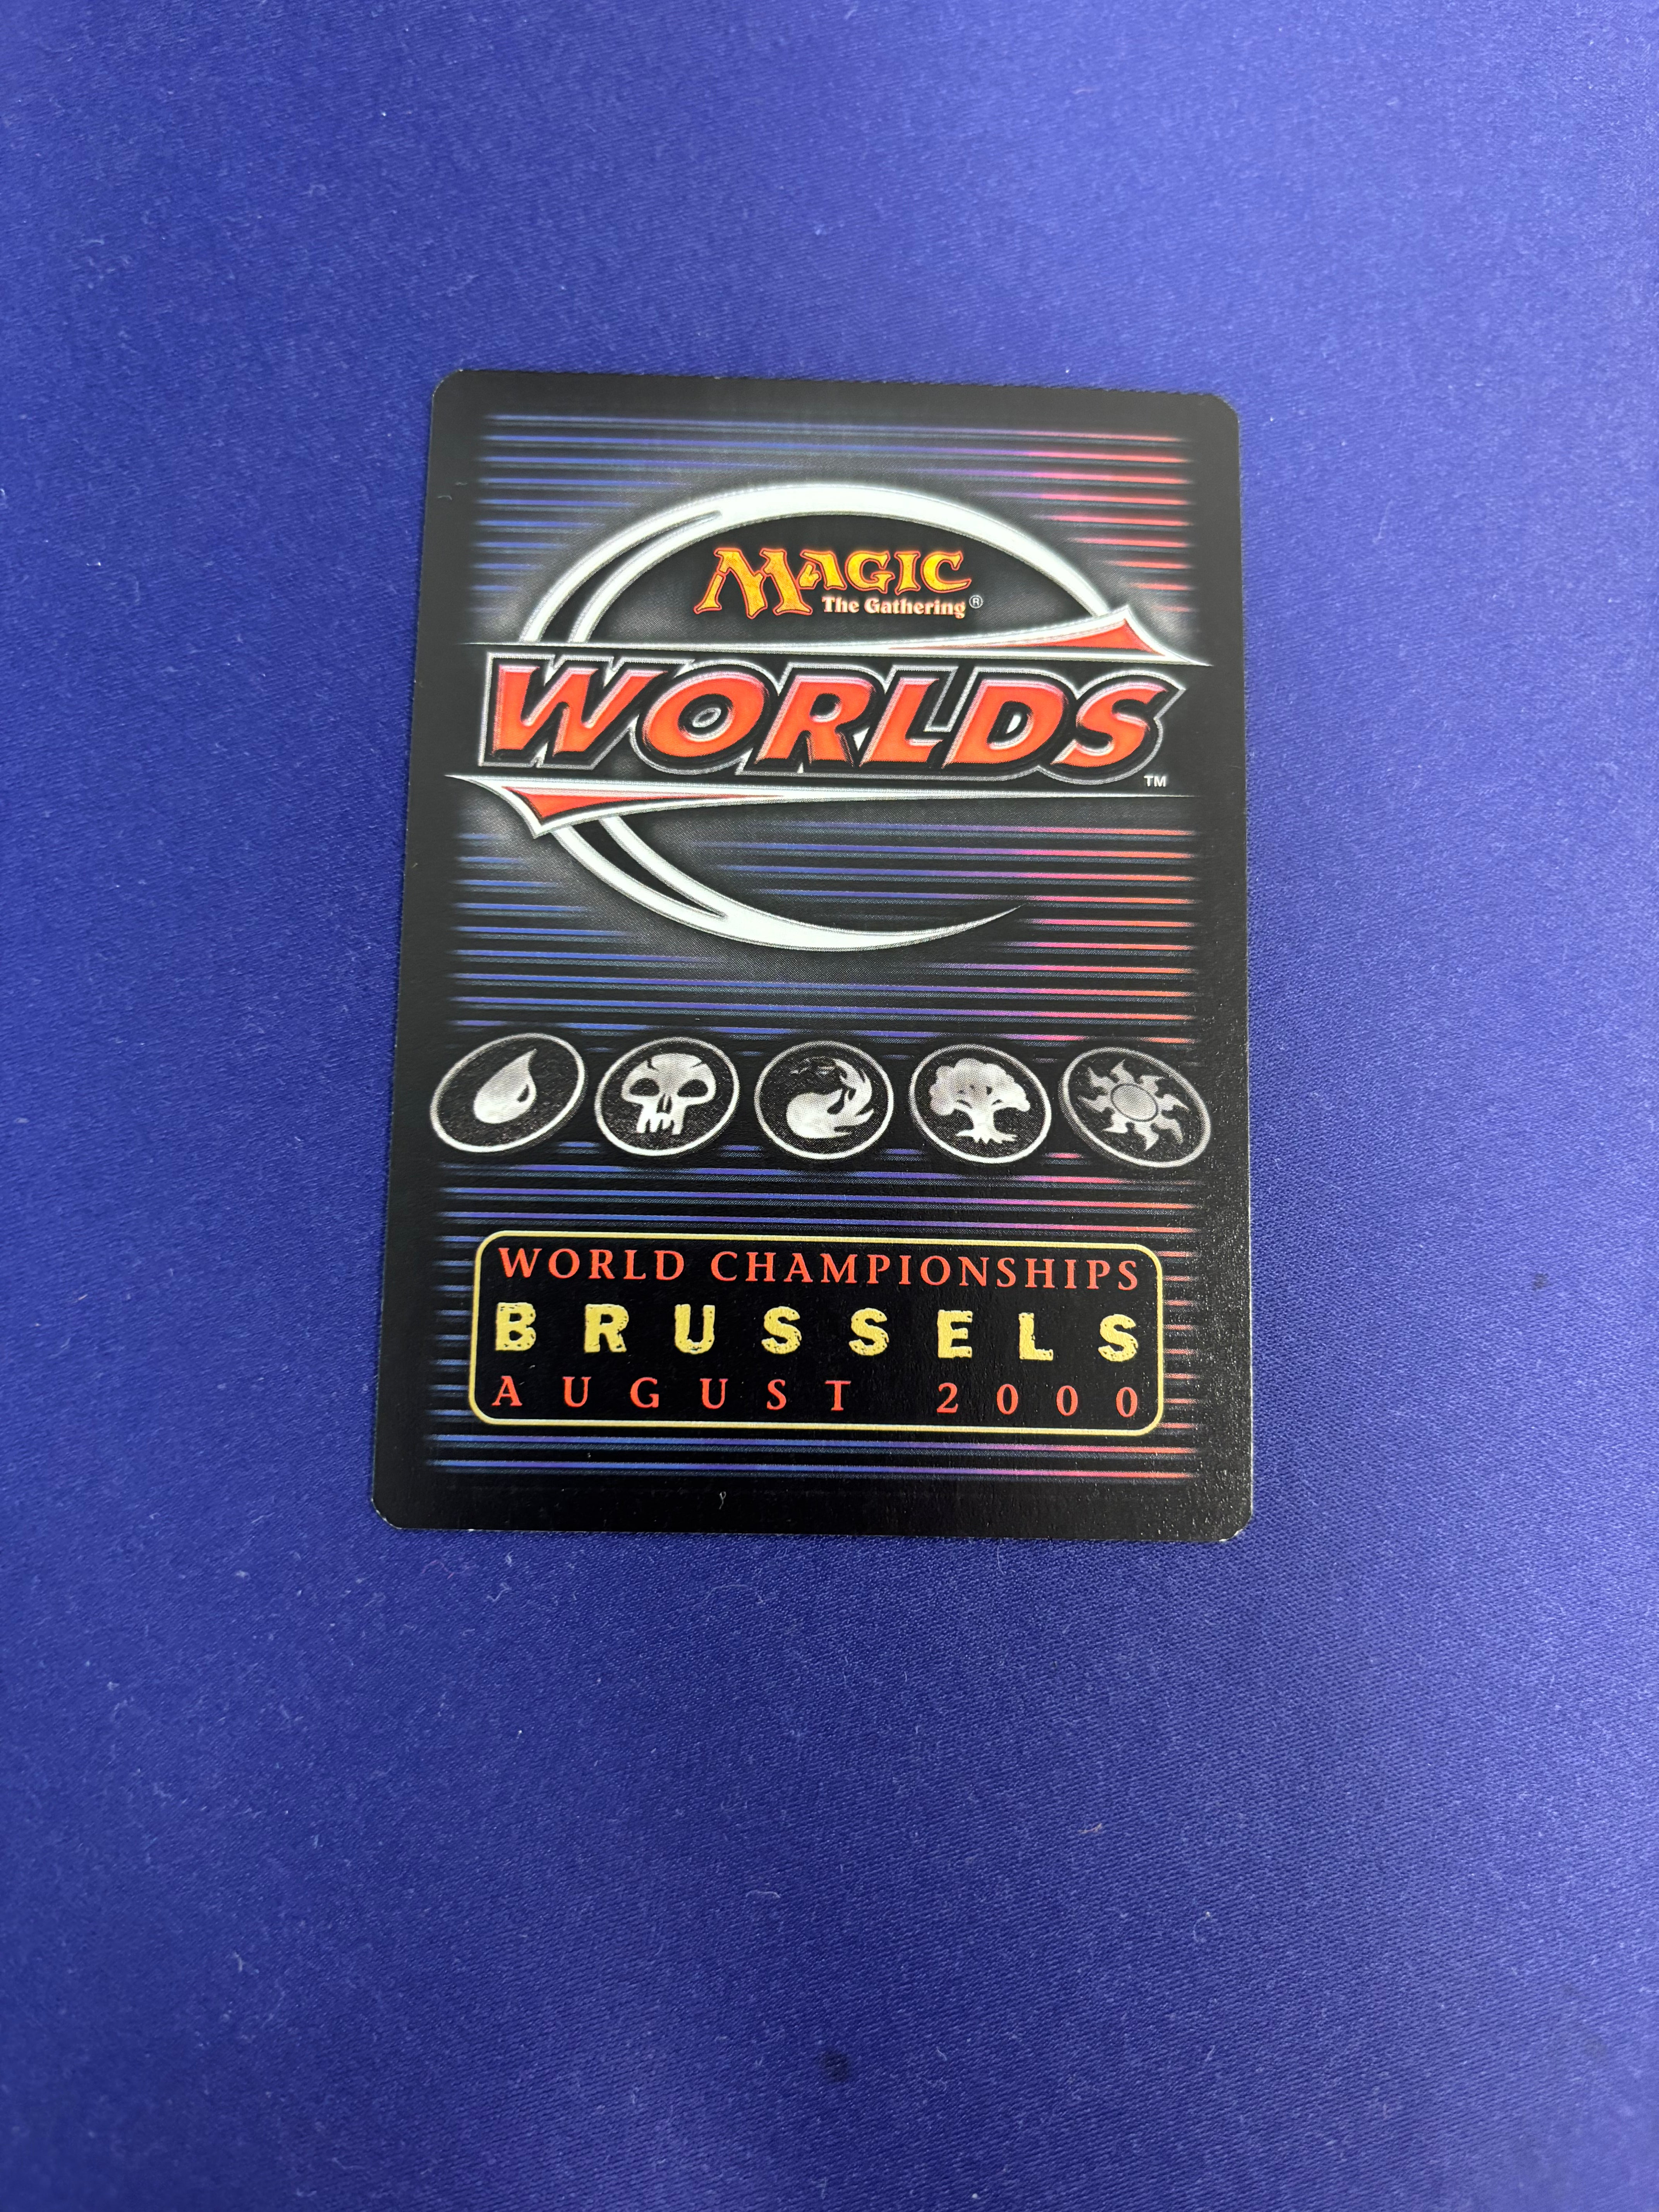 MAGIC
The Gathering®
WORLDS
TM
WORLD CHAMPIONSHIPS
BRUSSELS
AUGUST 2000